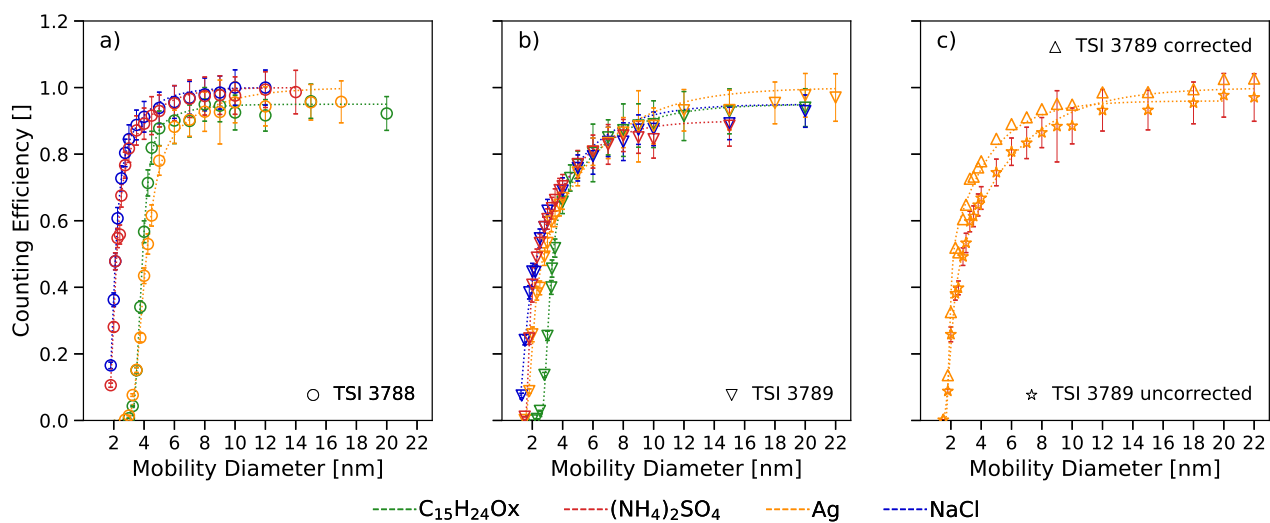 1.2
1.0
0.8
0.6
0.4
0.2
0.0
Counting Efficiency []
a)
TSI 3788
2 4 6 8 10 12 14 16 18 20 22
Mobility Diameter [nm]
b)
TSI 3789
2 4 6 8 10 12 14 16 18 20 22
Mobility Diameter [nm]
c)
TSI 3789 corrected
TSI 3789 uncorrected
2 4 6 8 10 12 14 16 18 20 22
Mobility Diameter [nm]
C₁₅H₂₄Ox (NH₄)₂SO₄ Ag NaCl